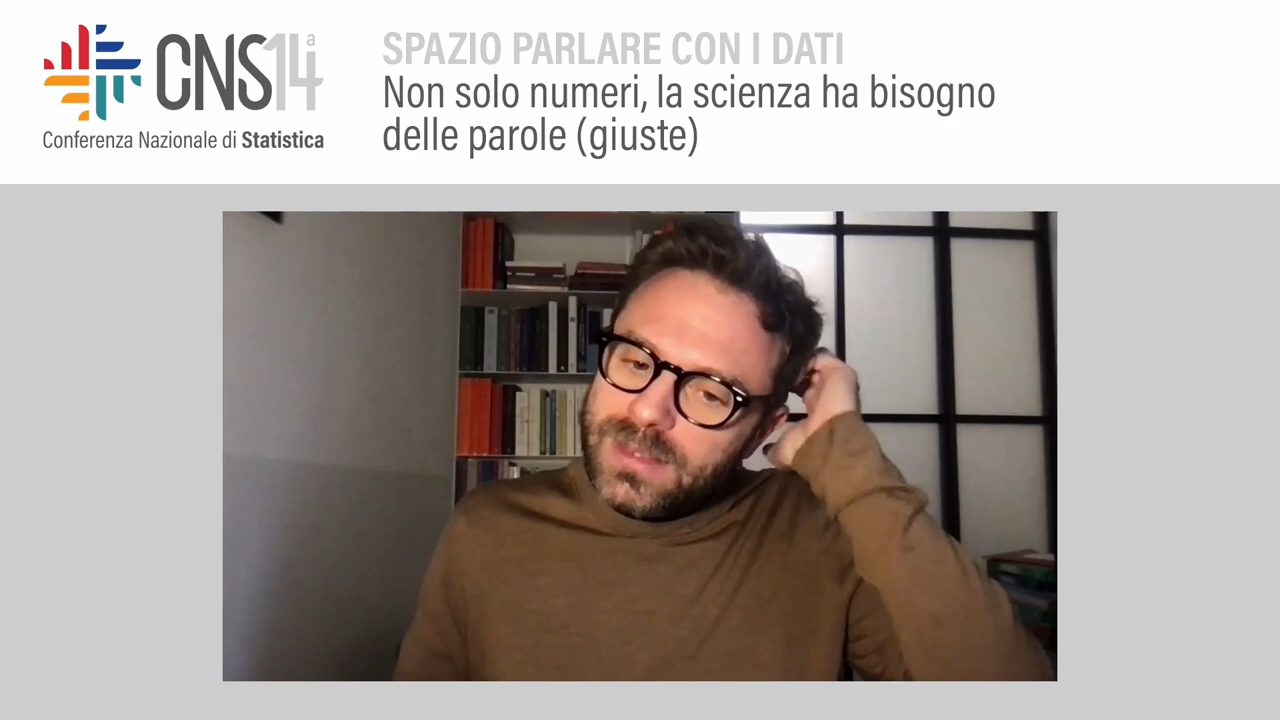 CNS14a
Conferenza Nazionale di Statistica
SPAZIO PARLARE CON I DATI
Non solo numeri, la scienza ha bisogno
delle parole (giuste)